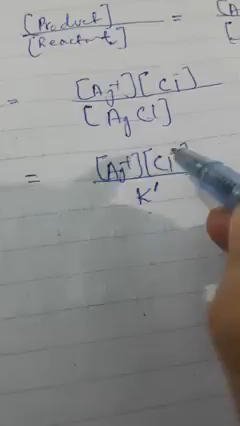 [Product] / [Reactant] = [A
= [Ag+][Cl-] / [AgCl]
= [Ag+][Cl-] / K'